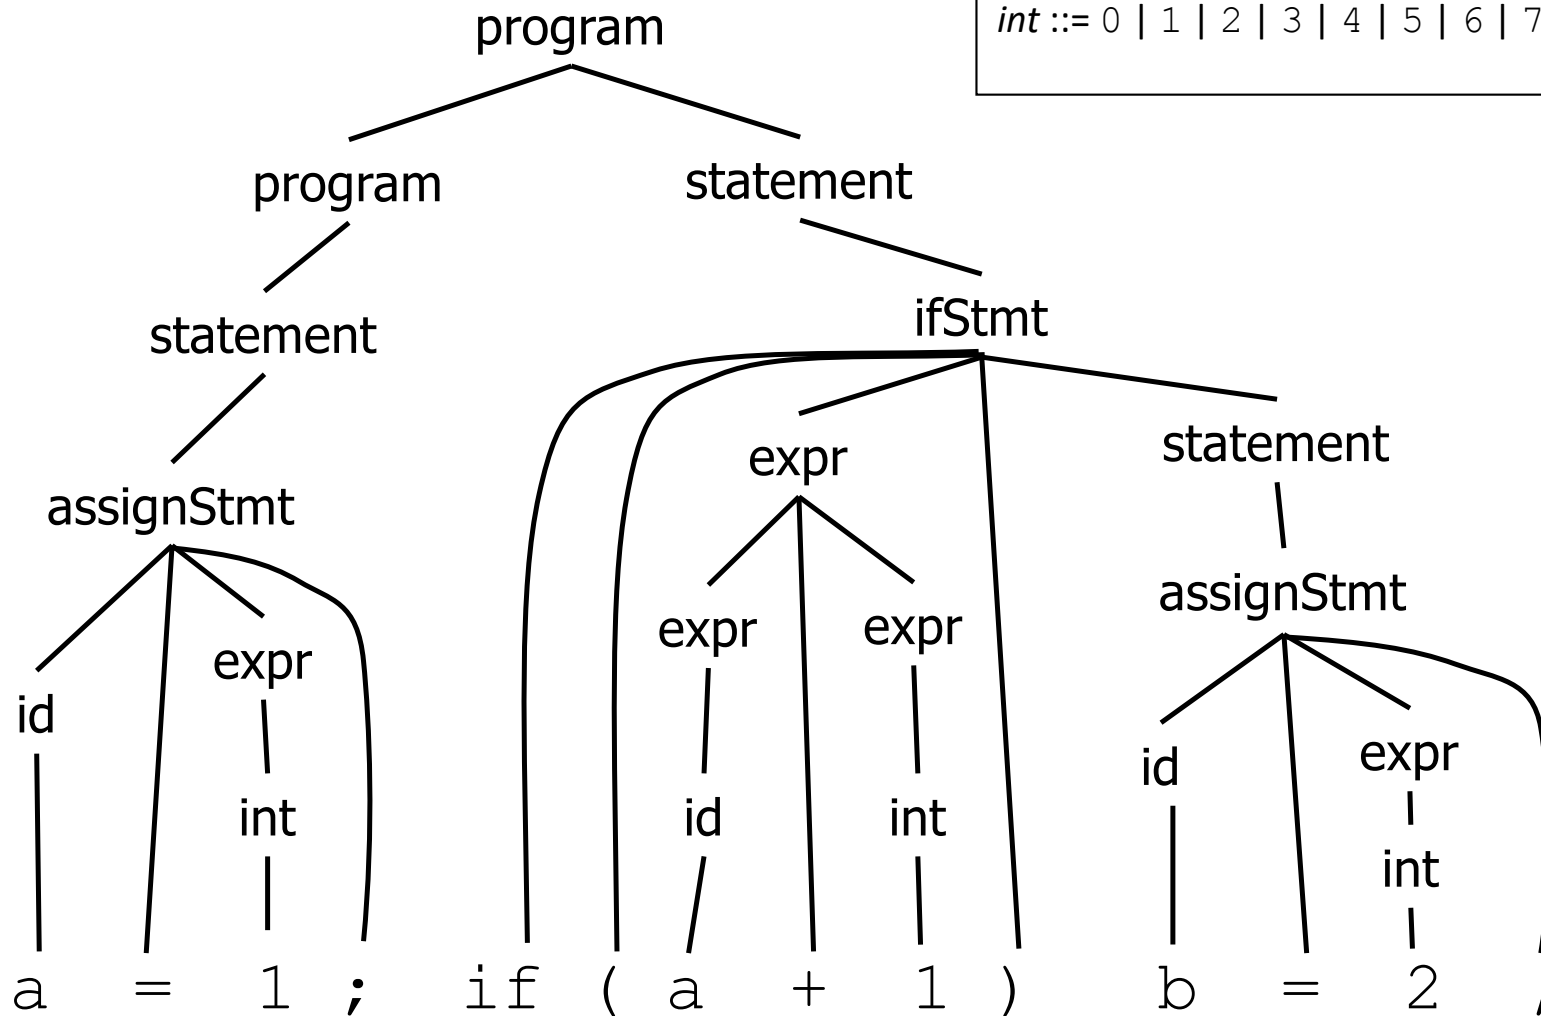 program
int ::= 0 | 1 | 2 | 3 | 4 | 5 | 6 | 7
program statement
statement ifStmt
expr statement
assignStmt
assignStmt
expr expr
expr
id
id expr
int id int
int
a = 1 ; if ( a + 1 ) b = 2